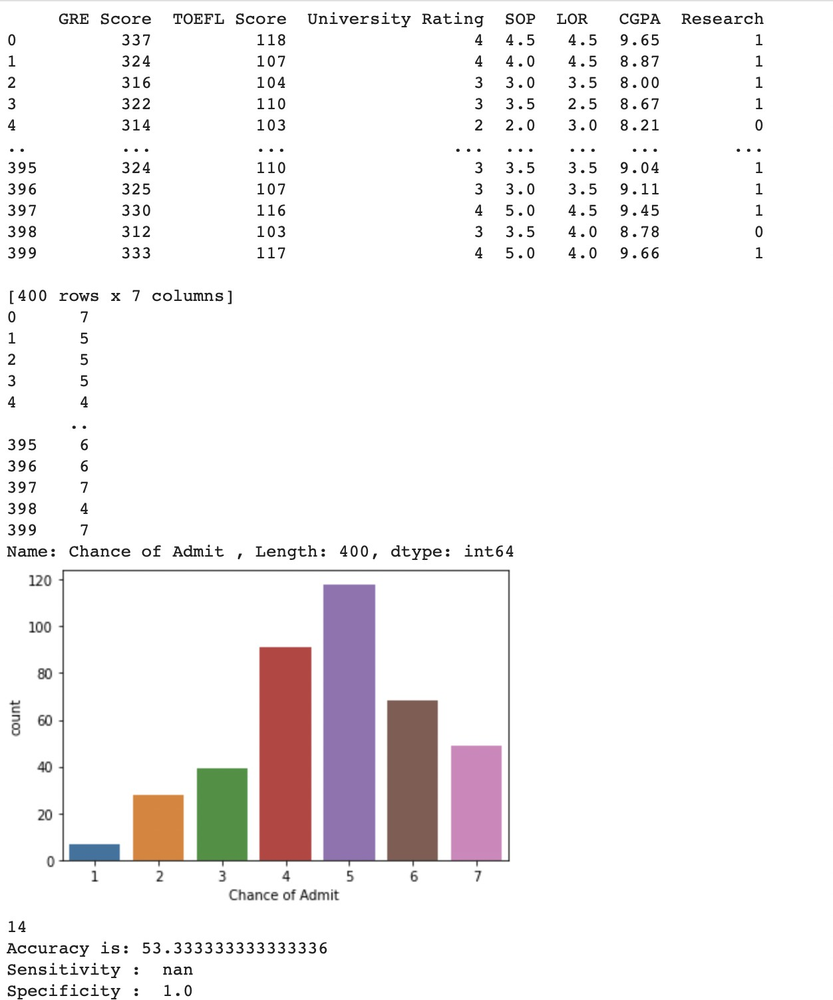 GRE Score  TOEFL Score  University Rating  SOP  LOR   CGPA  Research
0          337          118                  4  4.5   4.5  9.65         1
1          324          107                  4  4.0   4.5  8.87         1
2          316          104                  3  3.0   3.5  8.00         1
3          322          110                  3  3.5   2.5  8.67         1
4          314          103                  2  2.0   3.0  8.21         0
..         ...          ...                ...  ...   ...   ...       ...
395        324          110                  3  3.5   3.5  9.04         1
396        325          107                  3  3.0   3.5  9.11         1
397        330          116                  4  5.0   4.5  9.45         1
398        312          103                  3  3.5   4.0  8.78         0
399        333          117                  4  5.0   4.0  9.66         1
[400 rows x 7 columns]
0      7
1      5
2      5
3      5
4      4
..
395    6
396    6
397    7
398    4
399    7
Name: Chance of Admit , Length: 400, dtype: int64
120
100
80
60
40
20
0
count
1 2 3 4 5 6 7
Chance of Admit
14
Accuracy is: 53.333333333333336
Sensitivity :  nan
Specificity :  1.0